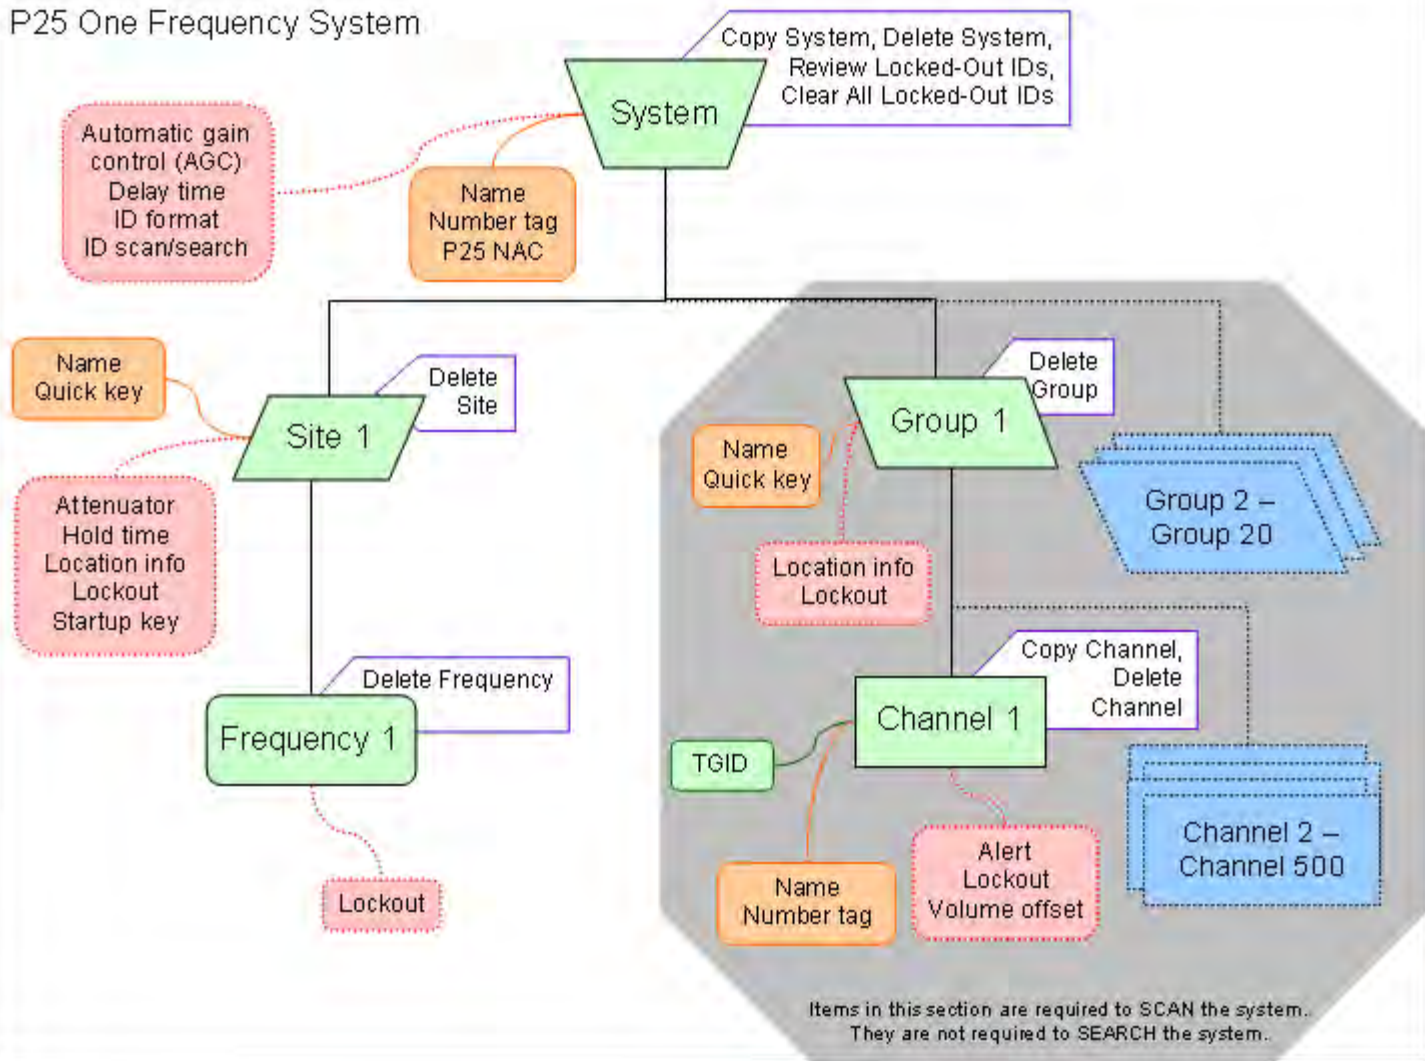 P25 One Frequency System
Copy System, Delete System,
Review Locked-Out IDs,
Clear All Locked-Out IDs
System
Automatic gain
control (AGC)
Delay time
ID format
ID scan/search
Name
Number tag
P25 NAC
Name
Quick key
Delete
Site
Site 1
Attenuator
Hold time
Location info
Lockout
Startup key
Delete Frequency
Frequency 1
Lockout
Delete
Group
Group 1
Name
Quick key
Location info
Lockout
Group 2 –
Group 20
Copy Channel,
Delete
Channel
Channel 1
TGID
Name
Number tag
Alert
Lockout
Volume offset
Channel 2 –
Channel 500
Items in this section are required to SCAN the system.
They are not required to SEARCH the system.